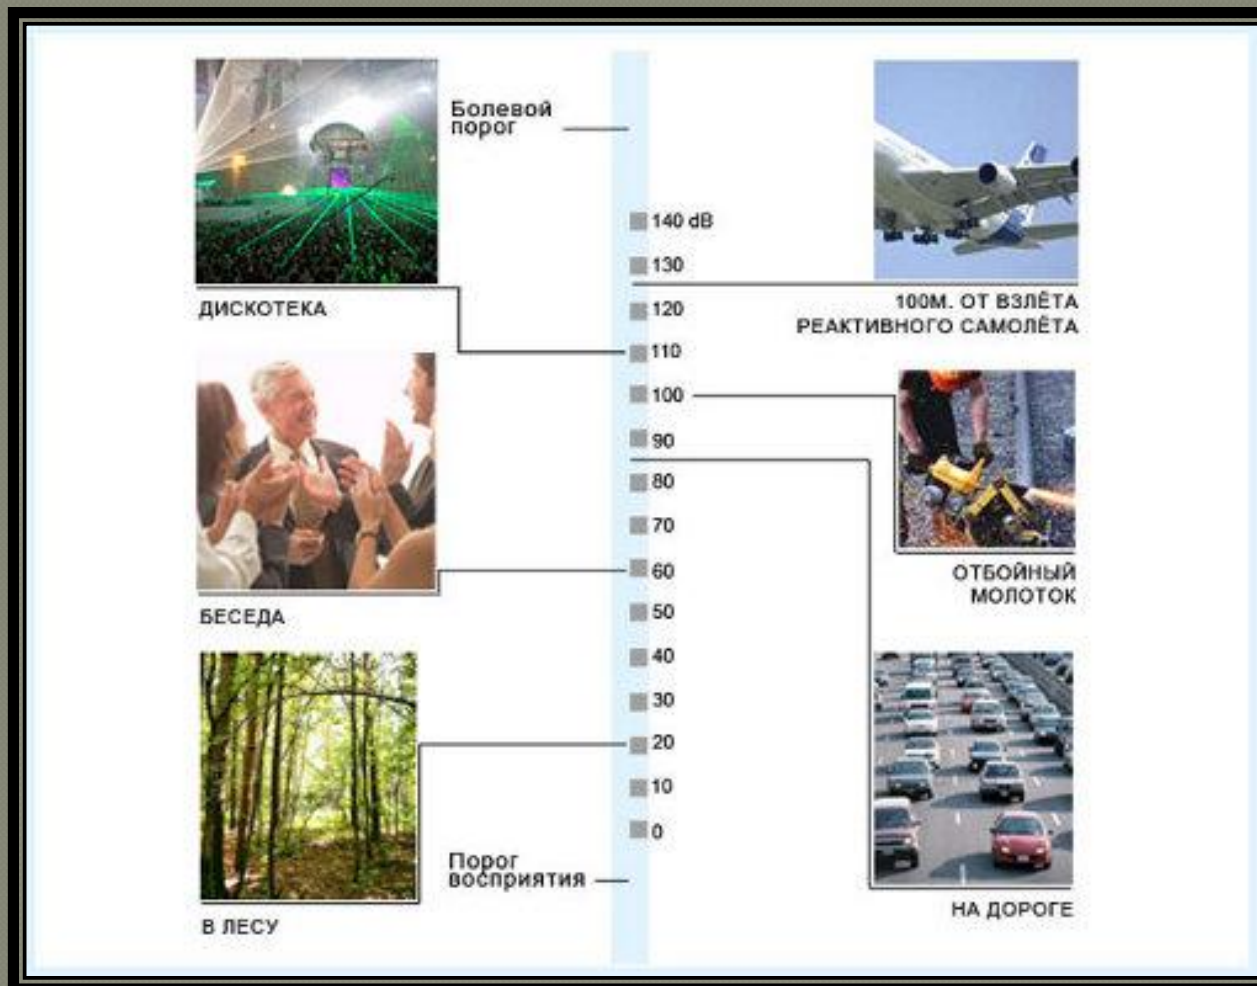 Болевой
порог
ДИСКОТЕКА
БЕСЕДА
В ЛЕСУ
Порог
восприятия
140 dB
130
120
110
100
90
80
70
60
50
40
30
20
10
0
100М. ОТ ВЗЛЁТА
РЕАКТИВНОГО САМОЛЁТА
ОТБОЙНЫЙ
МОЛОТОК
НА ДОРОГЕ